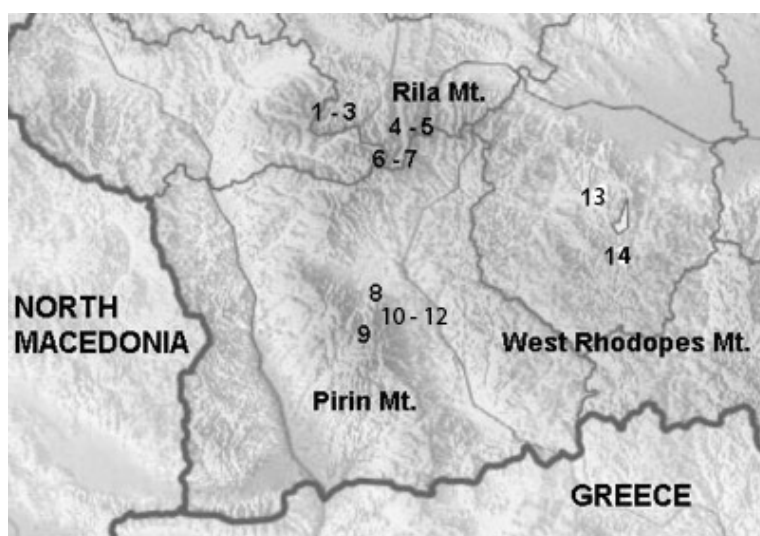 Rila Mt.
1 - 3
4 - 5
6 - 7
13
14
8
10 - 12
9
NORTH
MACEDONIA
West Rhodopes Mt.
Pirin Mt.
GREECE